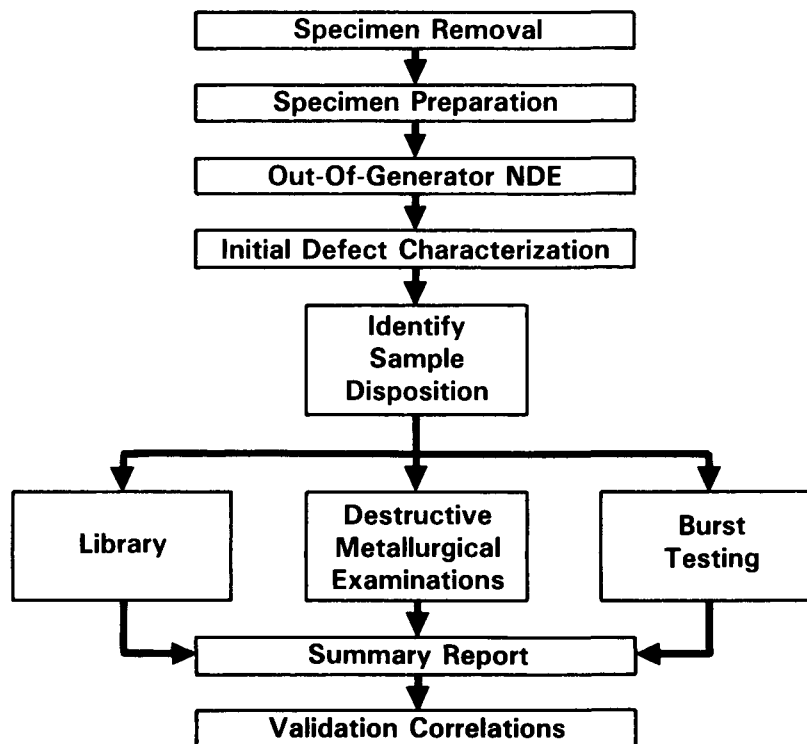 Specimen Removal
Specimen Preparation
Out-Of-Generator NDE
Initial Defect Characterization
Identify
Sample
Disposition
Library
Destructive
Metallurgical
Examinations
Burst
Testing
Summary Report
Validation Correlations